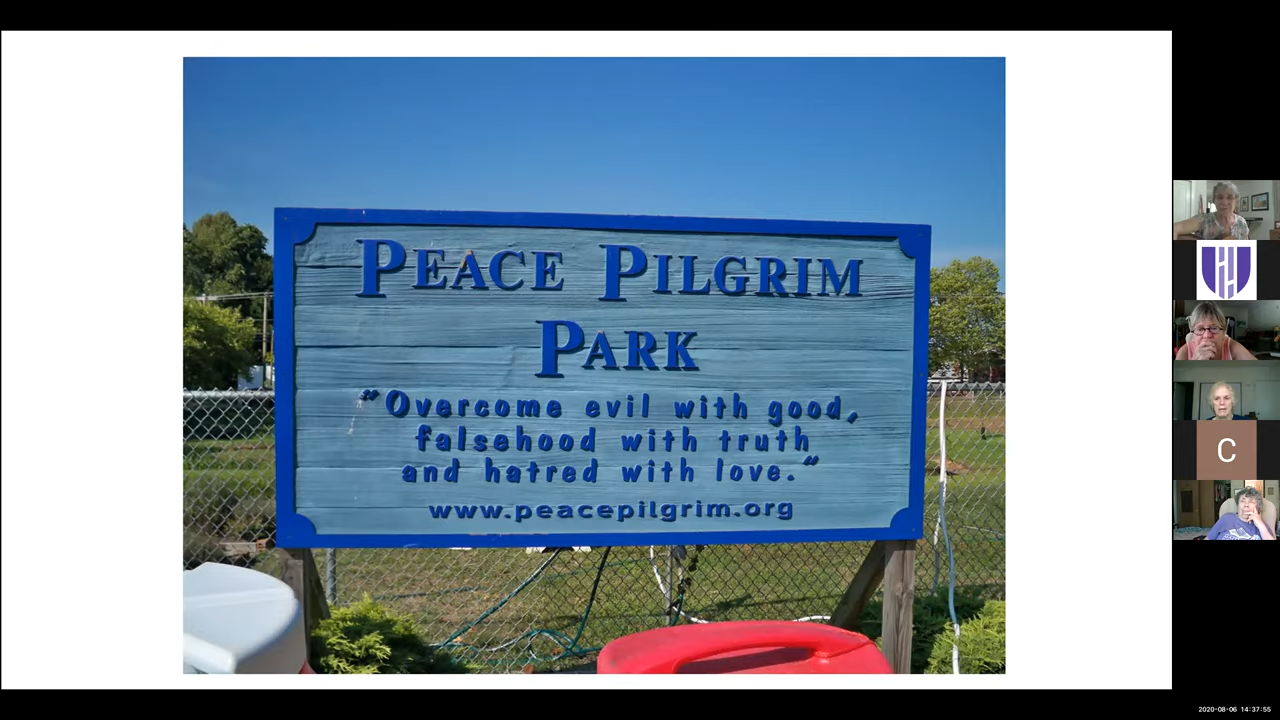 PEACE PILGRIM
PARK
"Overcome evil with good,
falsehood with truth
and hatred with love."
www.peacepilgrim.org
C
2020-08-06 14:37:55